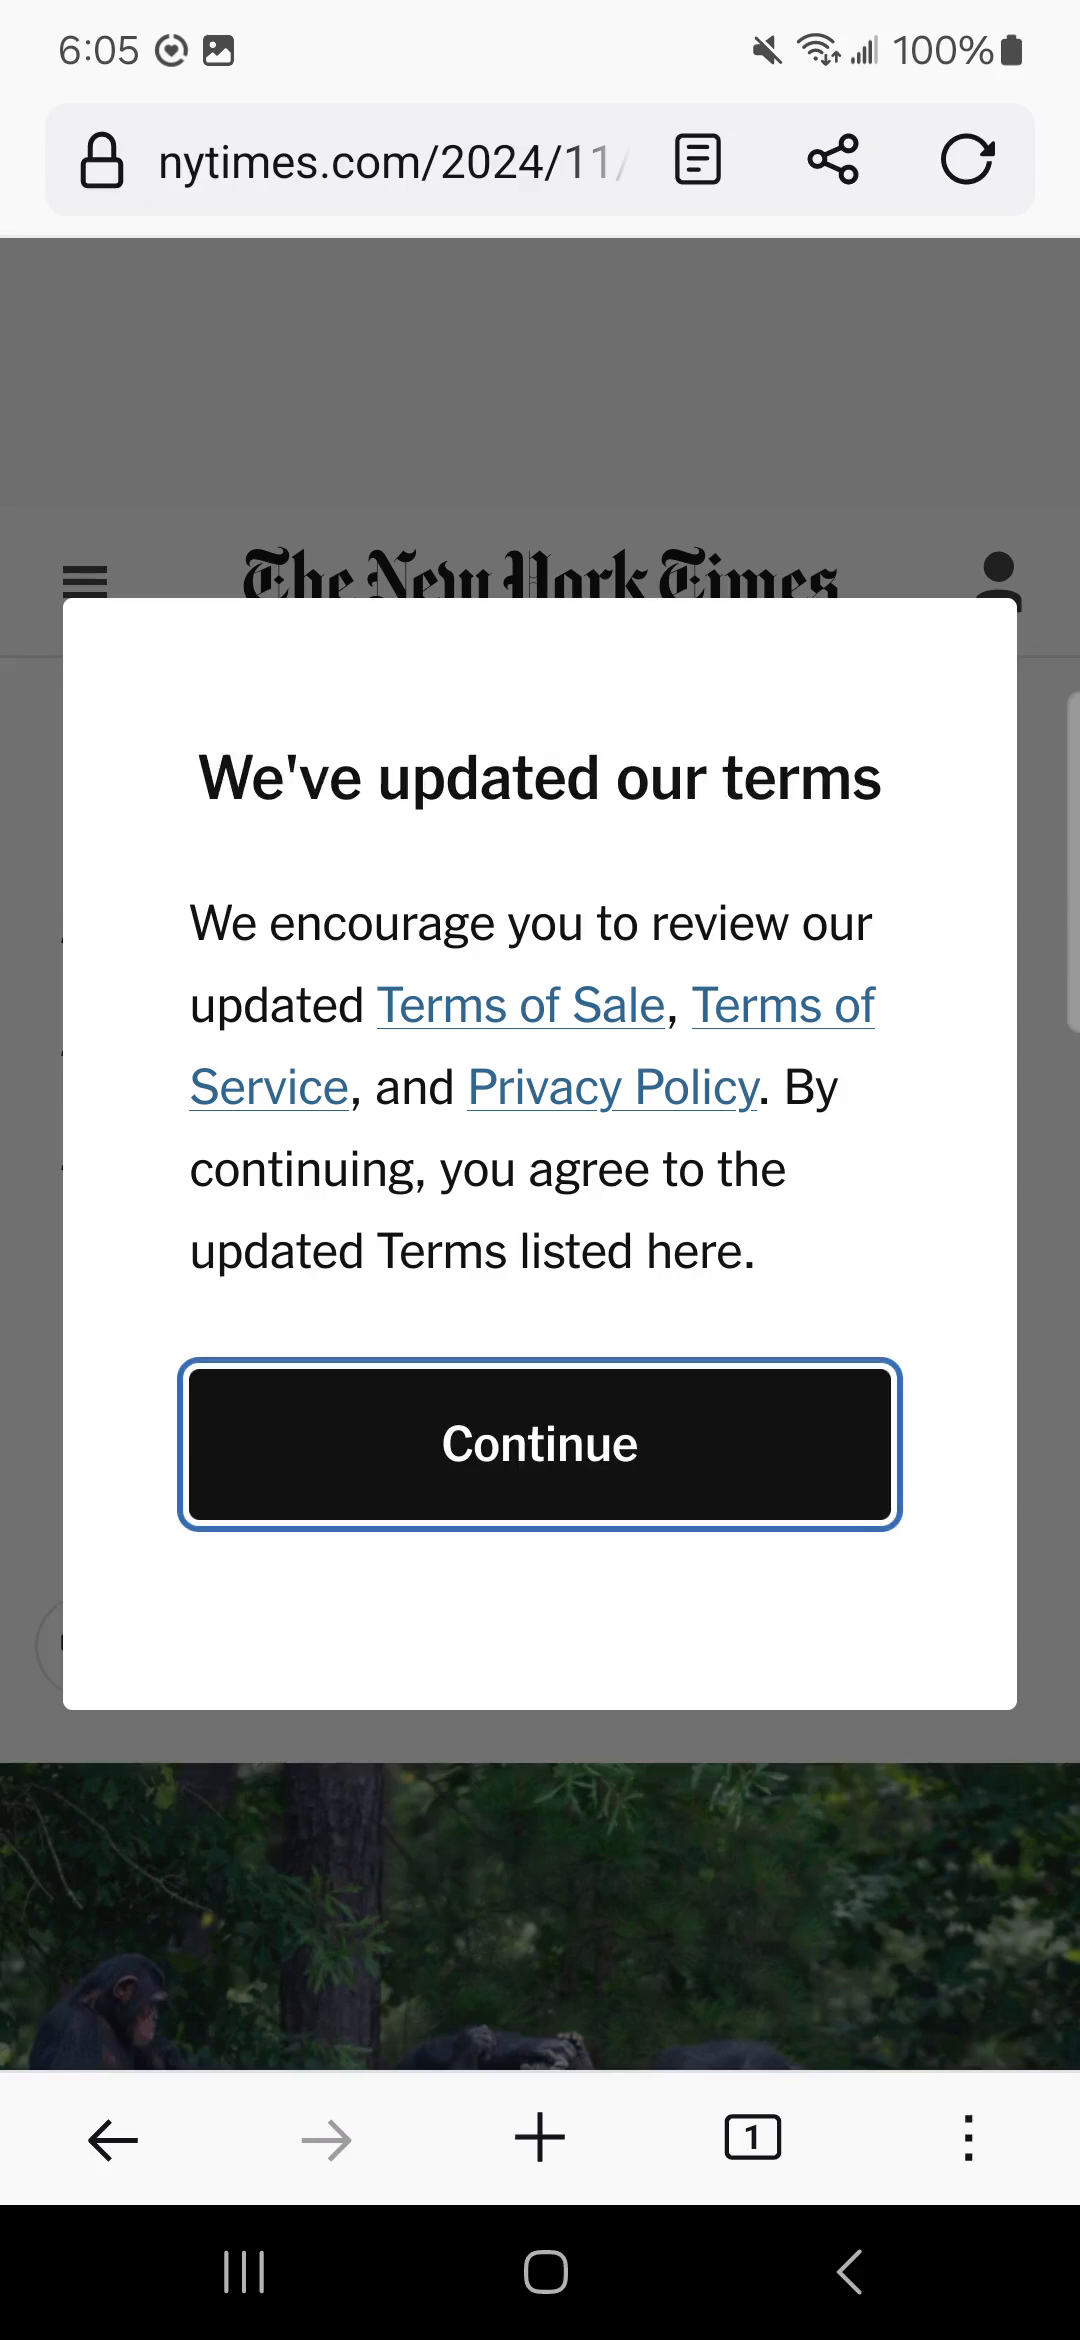 6:05 100%
nytimes.com/2024/11/
The New York Times
We've updated our terms
We encourage you to review our
updated Terms of Sale, Terms of
Service, and Privacy Policy. By
continuing, you agree to the
updated Terms listed here.
Continue
1